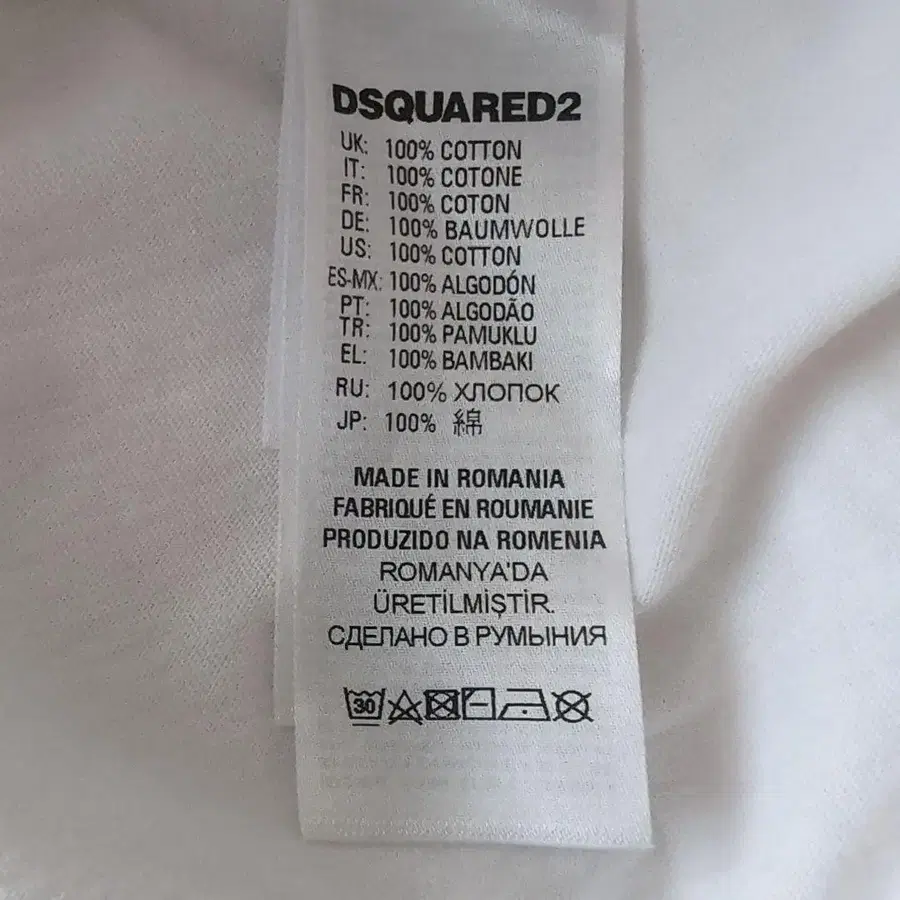 DSQUARED2
UK: 100% COTTON
IT: 100% COTONE
FR: 100% COTON
DE: 100% BAUMWOLLE
US: 100% COTTON
ES-MX: 100% ALGODÓN
PT: 100% ALGODÃO
TR: 100% PAMUKLU
EL: 100% BAMBAKI
RU: 100% ХЛОПОК
JP: 100% 綿
MADE IN ROMANIA
FABRIQUÉ EN ROUMANIE
PRODUZIDO NA ROMENIA
ROMANYA'DA
ÜRETİLMİŞTİR.
СДЕЛАНО В РУМЫНИЯ
30